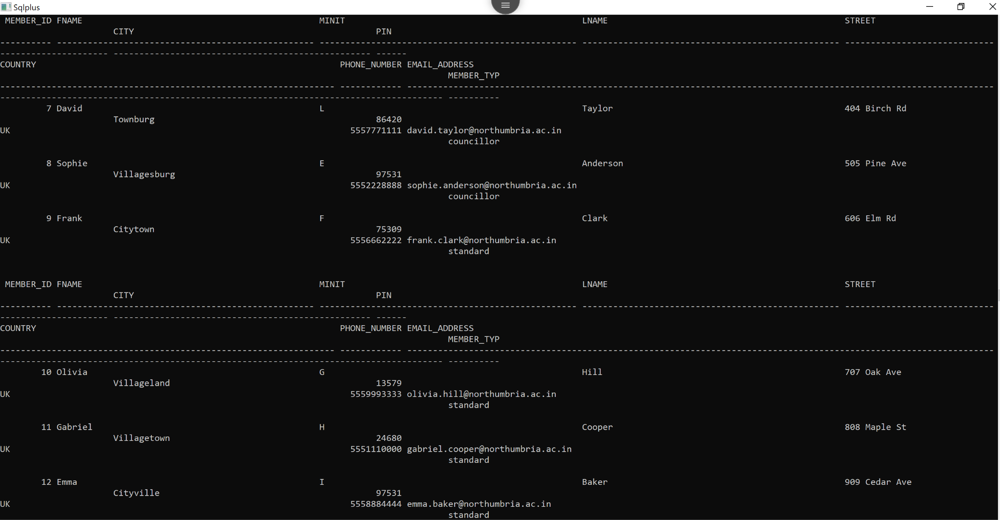 Sqlplus
MEMBER_ID FNAME MINIT LNAME STREET
CITY PIN
---------- -------------------------------------------------- -------------------------------------------------- -------------------------------------------------- -----------------------------
--------------------- -------------------------------------------------- ------
COUNTRY PHONE_NUMBER EMAIL_ADDRESS
MEMBER_TYP
----------------------------------------------------------------- ------------ ------------------------------------------------------------------------------------------------------------------
-------------------------------------------------------------------------------------- ----------
7 David L Taylor 404 Birch Rd
Townburg 86420
UK 5557771111 david.taylor@northumbria.ac.in
councillor
8 Sophie E Anderson 505 Pine Ave
Villagesburg 97531
UK 5552228888 sophie.anderson@northumbria.ac.in
councillor
9 Frank F Clark 606 Elm Rd
Citytown 75309
UK 5556662222 frank.clark@northumbria.ac.in
standard
MEMBER_ID FNAME MINIT LNAME STREET
CITY PIN
---------- -------------------------------------------------- -------------------------------------------------- -------------------------------------------------- -----------------------------
--------------------- -------------------------------------------------- ------
COUNTRY PHONE_NUMBER EMAIL_ADDRESS
MEMBER_TYP
----------------------------------------------------------------- ------------ ------------------------------------------------------------------------------------------------------------------
-------------------------------------------------------------------------------------- ----------
10 Olivia G Hill 707 Oak Ave
Villageland 13579
UK 5559993333 olivia.hill@northumbria.ac.in
standard
11 Gabriel H Cooper 808 Maple St
Villagetown 24680
UK 5551110000 gabriel.cooper@northumbria.ac.in
standard
12 Emma I Baker 909 Cedar Ave
Cityville 97531
UK 5558884444 emma.baker@northumbria.ac.in
standard